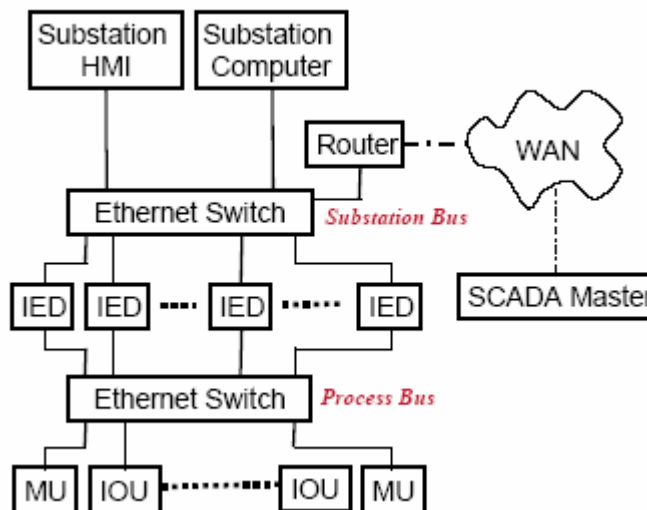 Substation
HMI
Substation
Computer
Router
WAN
Ethernet Switch
Substation Bus
IED
IED
IED
IED
SCADA Master
Ethernet Switch
Process Bus
MU
IOU
IOU
MU